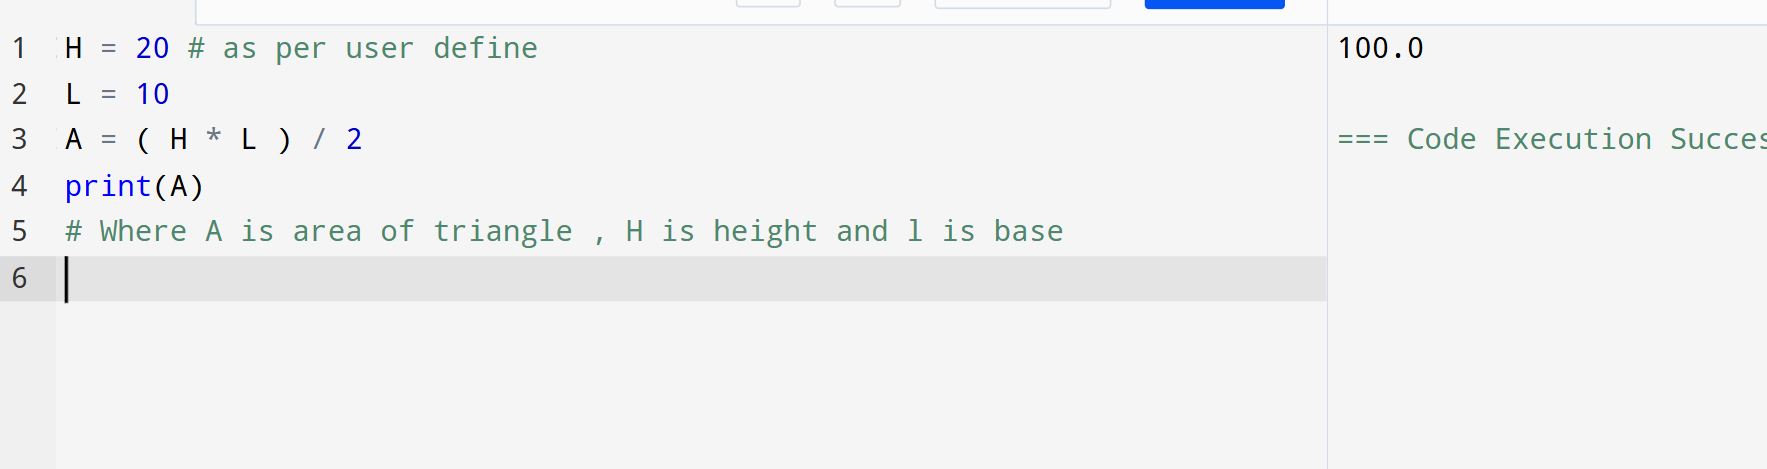 1 H = 20 # as per user define
2 L = 10
3 A = ( H * L ) / 2
4 print(A)
5 # Where A is area of triangle , H is height and l is base
6
100.0
=== Code Execution Succes